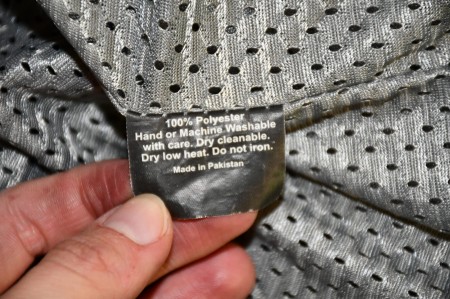 100% Polyester
Hand or Machine Washable
with care. Dry cleanable.
Dry low heat. Do not iron.
Made in Pakistan